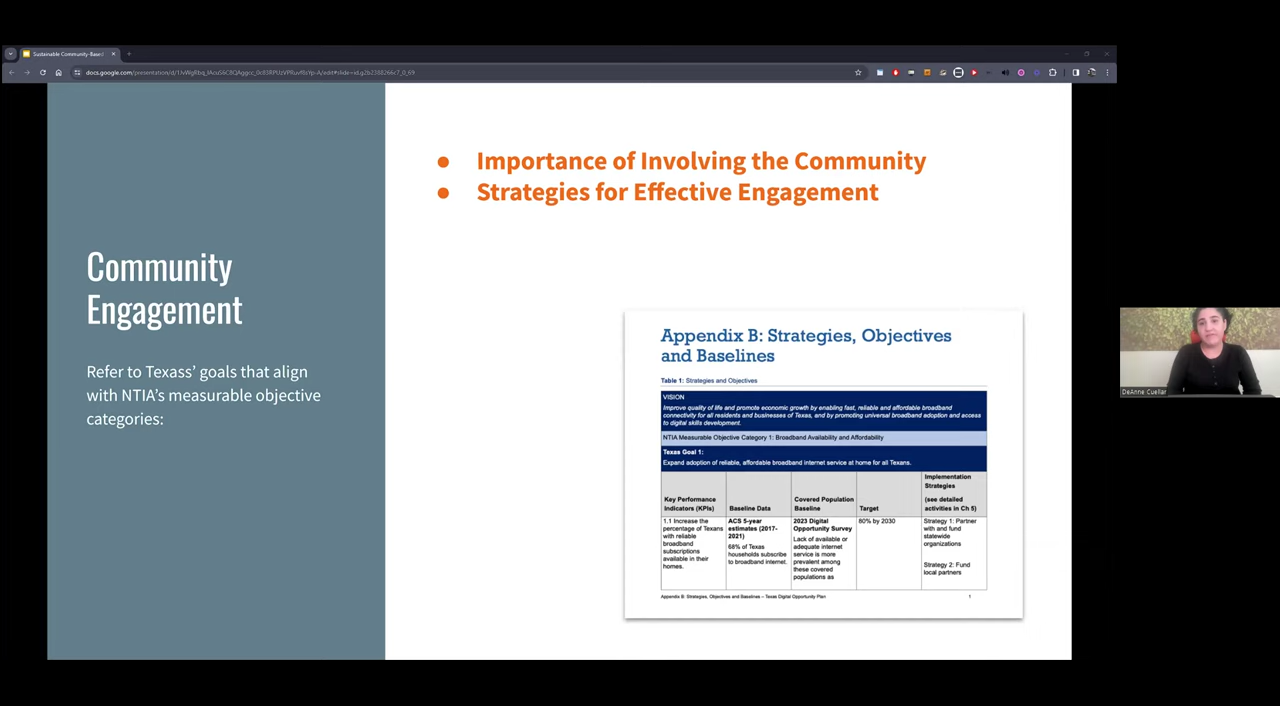 Sustainable Community-Based
Community
Engagement
Refer to Texass’ goals that align
with NTIA’s measurable objective
categories:
● Importance of Involving the Community
● Strategies for Effective Engagement
Appendix B: Strategies, Objectives
and Baselines
Table 1: Strategies and Objectives
VISION
Improve quality of life and promote economic growth by enabling fast, reliable and affordable broadband
connectivity for all residents and businesses of Texas, and by promoting universal broadband adoption and access
to digital skills development.
NTIA Measurable Objective Category 1: Broadband Availability and Affordability
Texas Goal 1:
Expand adoption of reliable, affordable broadband internet service at home for all Texans.
Key Performance
Indicators (KPIs)
Baseline Data
Covered Population
Baseline
Target
Implementation
Strategies
(see detailed
activities in Ch 5)
1.1 Increase the
percentage of Texans
with reliable
broadband
subscriptions
available in their
homes.
ACS 5-year
estimates (2017-
2021)
68% of Texas
households subscribe
to broadband internet.
2023 Digital
Opportunity Survey
Lack of available or
adequate internet
service is more
prevalent among
these covered
populations as
80% by 2030
Strategy 1: Partner
with and fund
statewide
organizations
Strategy 2: Fund
local partners
Appendix B: Strategies, Objectives and Baselines – Texas Digital Opportunity Plan
1
DeAnne Cuellar